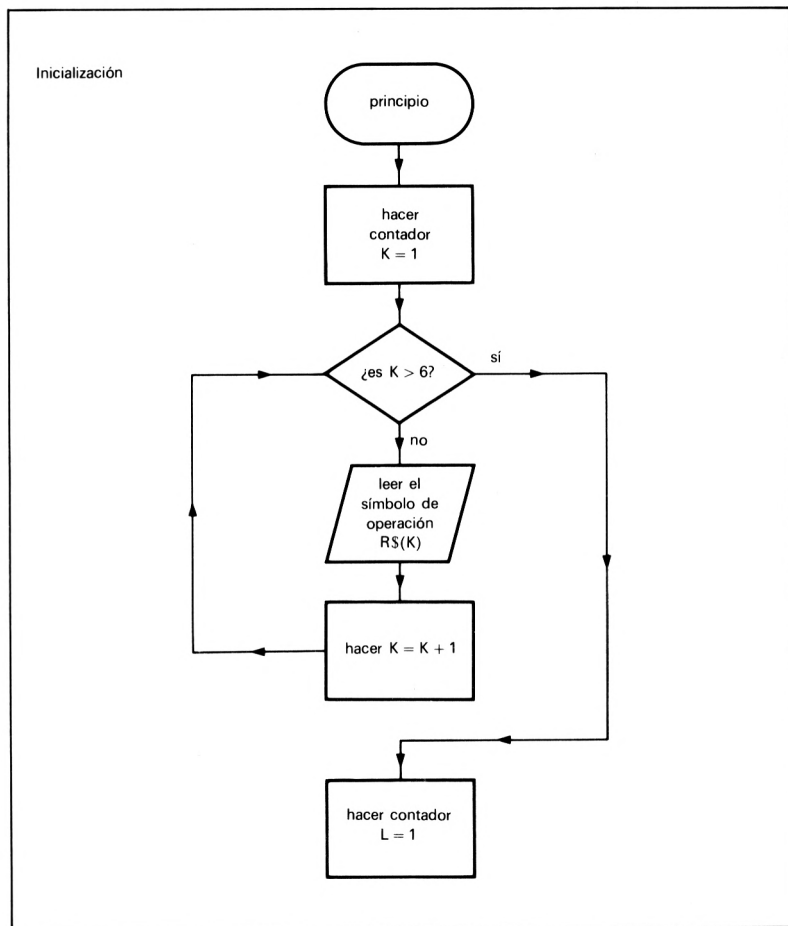 Inicialización
principio
hacer
contador
K = 1
¿es K > 6?
sí
no
leer el
símbolo de
operación
R$(K)
hacer K = K + 1
hacer contador
L = 1